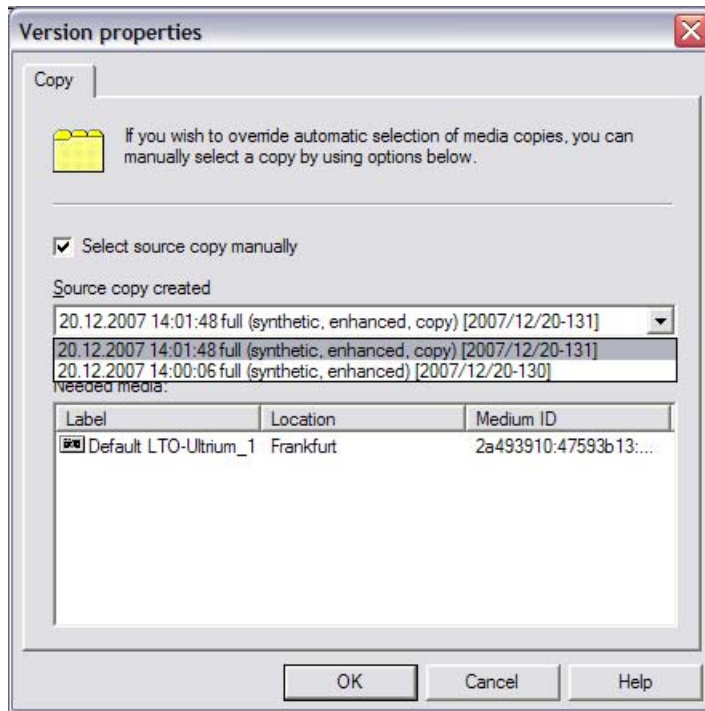 Version properties
Copy
If you wish to override automatic selection of media copies, you can
manually select a copy by using options below.
Select source copy manually
Source copy created
20.12.2007 14:01:48 full (synthetic, enhanced, copy) [2007/12/20-131]
20.12.2007 14:01:48 full (synthetic, enhanced, copy) [2007/12/20-131]
20.12.2007 14:00:06 full (synthetic, enhanced) [2007/12/20-130]
Needed media:
Label Location Medium ID
Default LTO-Ultrium_1 Frankfurt 2a493910:47593b13:...
OK Cancel Help